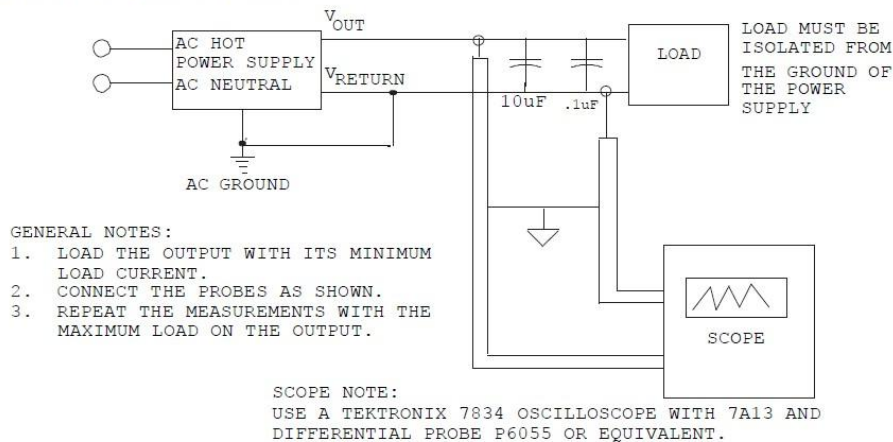 V OUT
AC HOT
POWER SUPPLY
AC NEUTRAL
V RETURN
LOAD
LOAD MUST BE
ISOLATED FROM
THE GROUND OF
THE POWER
SUPPLY
10uF
.1uF
AC GROUND
GENERAL NOTES:
1. LOAD THE OUTPUT WITH ITS MINIMUM
LOAD CURRENT.
2. CONNECT THE PROBES AS SHOWN.
3. REPEAT THE MEASUREMENTS WITH THE
MAXIMUM LOAD ON THE OUTPUT.
SCOPE
SCOPE NOTE:
USE A TEKTRONIX 7834 OSCILLOSCOPE WITH 7A13 AND
DIFFERENTIAL PROBE P6055 OR EQUIVALENT.